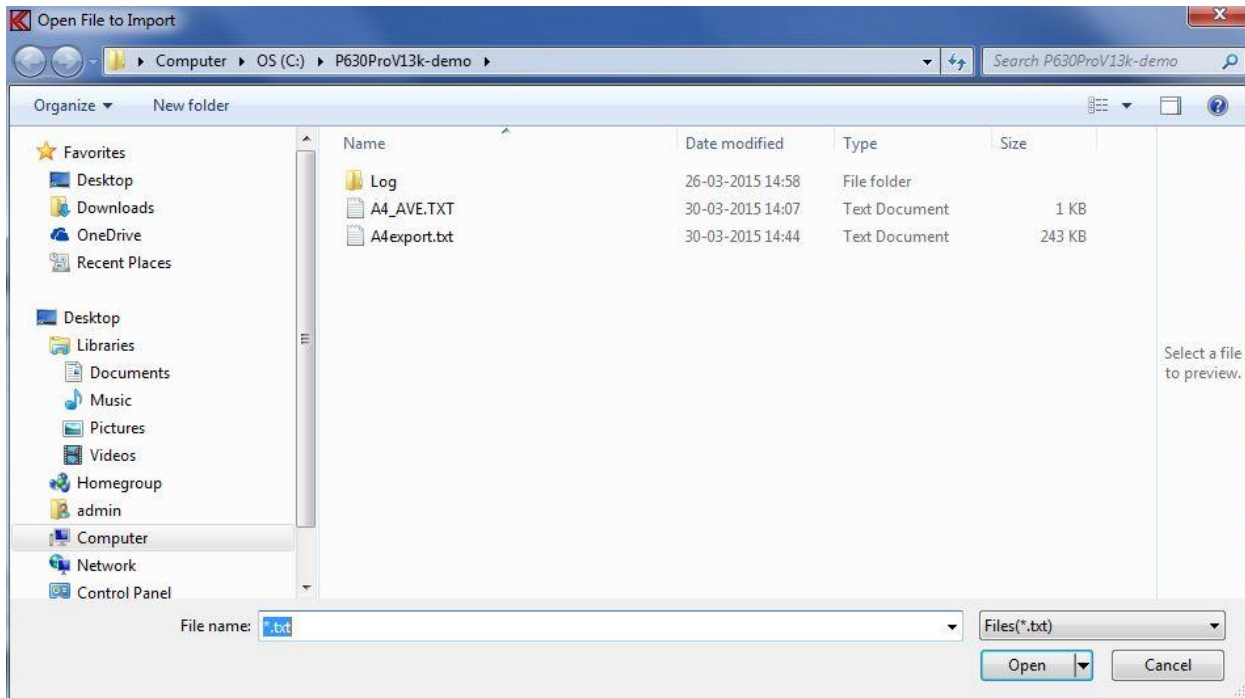 Open File to Import
Computer ▸ OS (C:) ▸ P630ProV13k-demo ▸
Search P630ProV13k-demo
Organize
New folder
Favorites
Desktop
Downloads
OneDrive
Recent Places
Desktop
Libraries
Documents
Music
Pictures
Videos
Homegroup
admin
Computer
Network
Control Panel
Name Date modified Type Size
Log 26-03-2015 14:58 File folder
A4_AVE.TXT 30-03-2015 14:07 Text Document 1 KB
A4export.txt 30-03-2015 14:44 Text Document 243 KB
Select a file
to preview.
File name: *.txt
Files(*.txt)
Open
Cancel